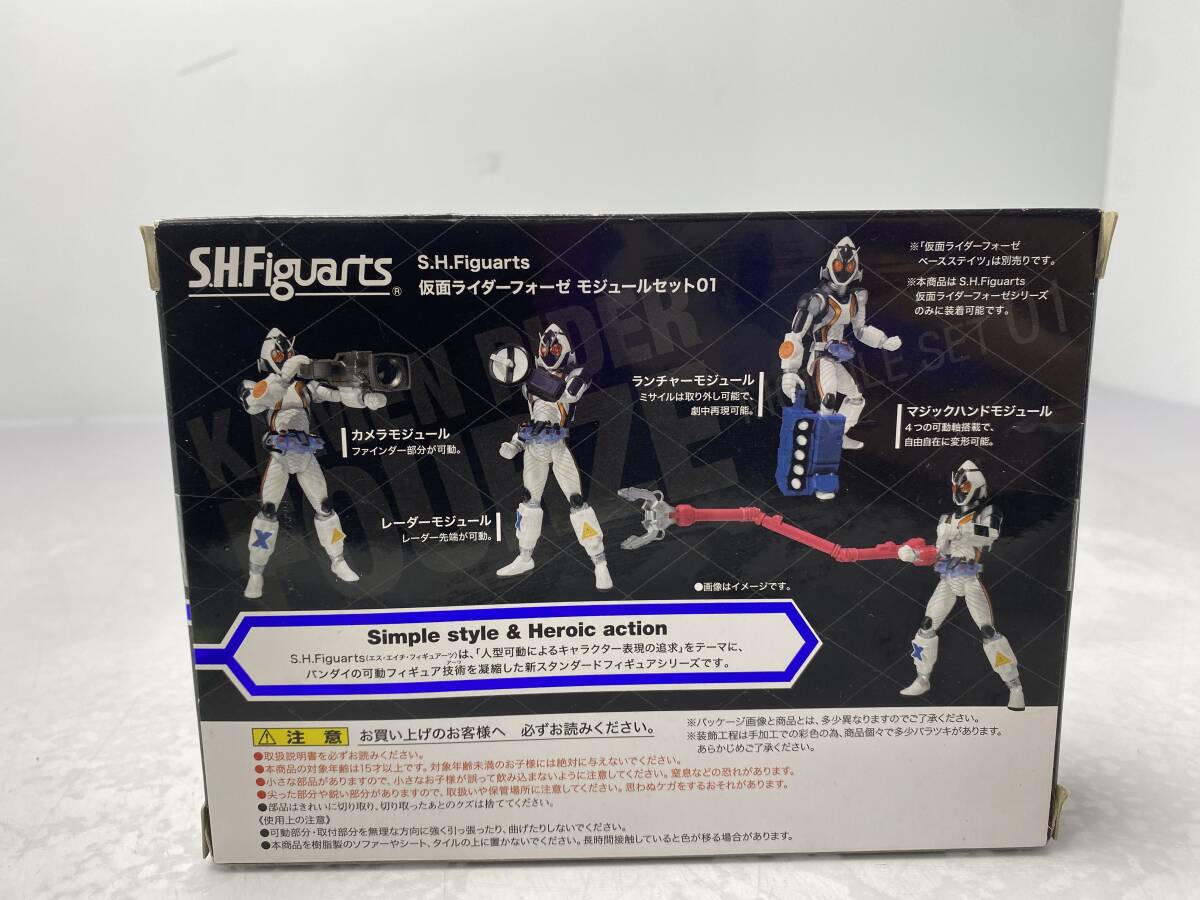 S.H.Figuarts®
S.H.Figuarts
仮面ライダーフォーゼ モジュールセット01
※「仮面ライダーフォーゼ
ベースステイツ」は別売りです。
※本商品は S.H.Figuarts
仮面ライダーフォーゼシリーズ
のみに装着可能です。
KAMEN RIDER
FOURZE
MODULE SET 01
カメラモジュール
ファインダー部分が可動。
レーダーモジュール
レーダー先端が可動。
ランチャーモジュール
ミサイルは取り外し可能で、
劇中再現可能。
マジックハンドモジュール
4つの可動軸搭載で、
自由自在に変形可能。
●画像はイメージです。
Simple style & Heroic action
S.H.Figuarts(エス・エイチ・フィギュアーツ)は、「人型可動によるキャラクター表現の追求」をテーマに、
バンダイの可動フィギュア技術を凝縮した新スタンダードフィギュアシリーズです。
アーツ
注意 お買い上げのお客様へ 必ずお読みください。
●取扱説明書を必ずお読みください。
●本商品の対象年齢は15才以上です。対象年齢未満のお子様には絶対に与えないでください。
●小さな部品がありますので、小さなお子様が誤って飲み込まないように注意してください。窒息などの恐れがあります。
●尖った部分や鋭い部分がありますので、取扱いや保管場所に注意してください。思わぬケガをするおそれがあります。
●部品はきれいに切り取り、切り取ったあとのクズは捨ててください。
《使用上の注意》
●可動部分・取付部分を無理な方向に強く引っ張ったり、曲げたりしないでください。
●本商品を樹脂製のソファーやシート、タイルの上に置かないでください。長時間接触していると色が移る場合があります。
※パッケージ画像と商品とは、多少異なりますのでご了承ください。
※装飾工程は手加工での彩色の為、商品個々で多少バラツキがあります。
あらかじめご了承ください。